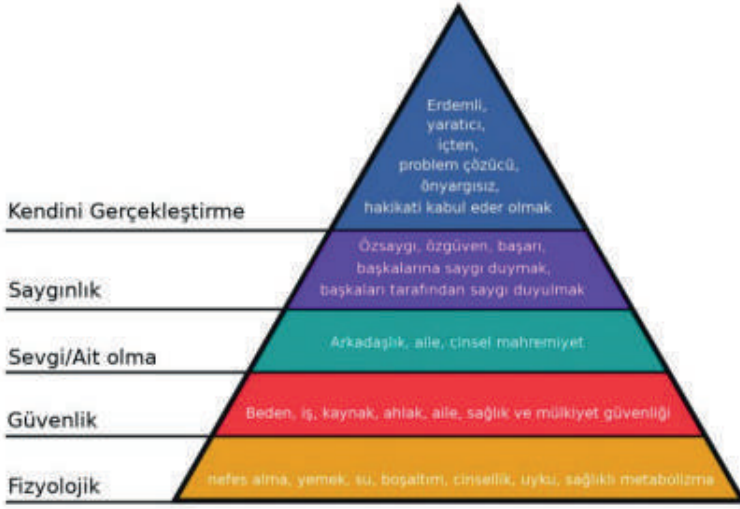 Erdemli,
yaratıcı,
içten,
problem çözücü,
önyargısız,
hakikati kabul eder olmak
Kendini Gerçekleştirme
Özsaygı, özgüven, başarı,
başkalarına saygı duymak,
başkaları tarafından saygı duyulmak
Saygınlık
Arkadaşlık, aile, cinsel mahremiyet
Sevgi/Ait olma
Beden, iş, kaynak, ahlak, aile, sağlık ve mülkiyet güvenliği
Güvenlik
nefes alma, yemek, su, boşaltım, cinsellik, uyku, sağlıklı metabolizma
Fizyolojik